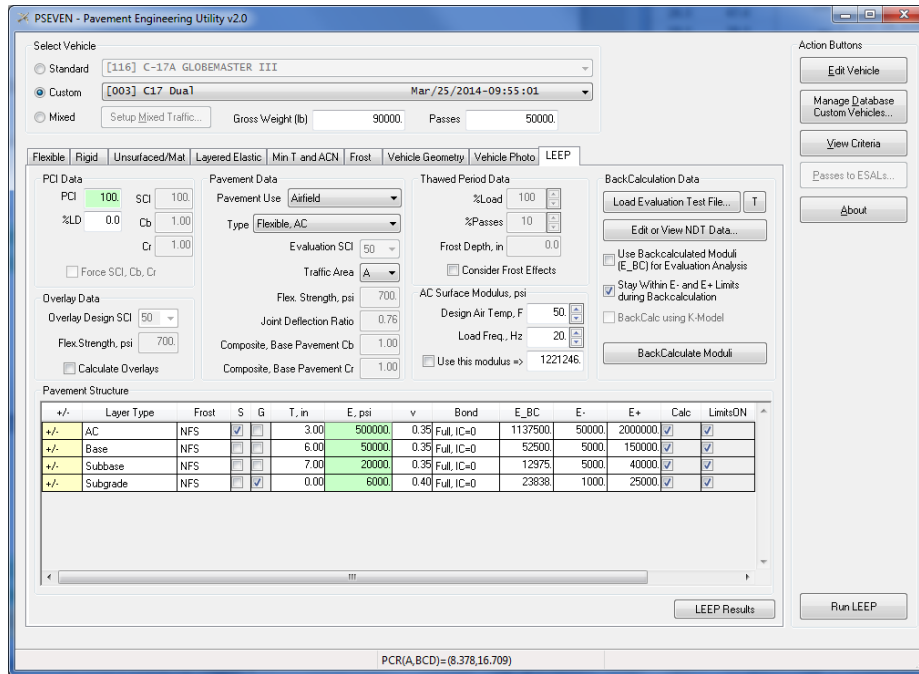 PSEVEN - Pavement Engineering Utility v2.0
Select Vehicle
Standard [116] C-17A GLOBEMASTER III
Custom [003] C17 Dual Mar/25/2014-09:55:01
Mixed Setup Mixed Traffic... Gross Weight (lb) 90000. Passes 50000.
Action Buttons
Edit Vehicle
Manage Database
Custom Vehicles...
View Criteria
Passes to ESALs...
About
Flexible Rigid Unsurfaced/Mat Layered Elastic Min T and ACN Frost Vehicle Geometry Vehicle Photo LEEP
PCI Data
PCI 100. SCI 100.
%LD 0.0 Cb 1.00
Cr 1.00
Force SCI, Cb, Cr
Overlay Data
Overlay Design SCI 50
Flex.Strength, psi 700.
Calculate Overlays
Pavement Data
Pavement Use Airfield
Type Flexible, AC
Evaluation SCI 50
Traffic Area A
Flex. Strength, psi 700.
Joint Deflection Ratio 0.76
Composite, Base Pavement Cb 1.00
Composite, Base Pavement Cr 1.00
Thawed Period Data
%Load 100
%Passes 10
Frost Depth, in 0.0
Consider Frost Effects
AC Surface Modulus, psi
Design Air Temp, F 50.
Load Freq., Hz 20.
Use this modulus => 1221246.
BackCalculation Data
Load Evaluation Test File... T
Edit or View NDT Data...
Use Backcalculated Moduli
(E_BC) for Evaluation Analysis
Stay Within E- and E+ Limits
during Backcalculation
BackCalc using K-Model
BackCalculate Moduli
Pavement Structure
+/- Layer Type Frost S G T, in E, psi v Bond E_BC E- E+ Calc LimitsON
+/- AC NFS 3.00 500000. 0.35 Full, IC=0 1137500. 50000. 2000000.
+/- Base NFS 6.00 50000. 0.35 Full, IC=0 52500. 5000. 150000.
+/- Subbase NFS 7.00 20000. 0.35 Full, IC=0 12975. 5000. 40000.
+/- Subgrade NFS 0.00 6000. 0.40 Full, IC=0 23838. 1000. 25000.
LEEP Results
Run LEEP
PCR(A,BCD)=(8.378,16.709)